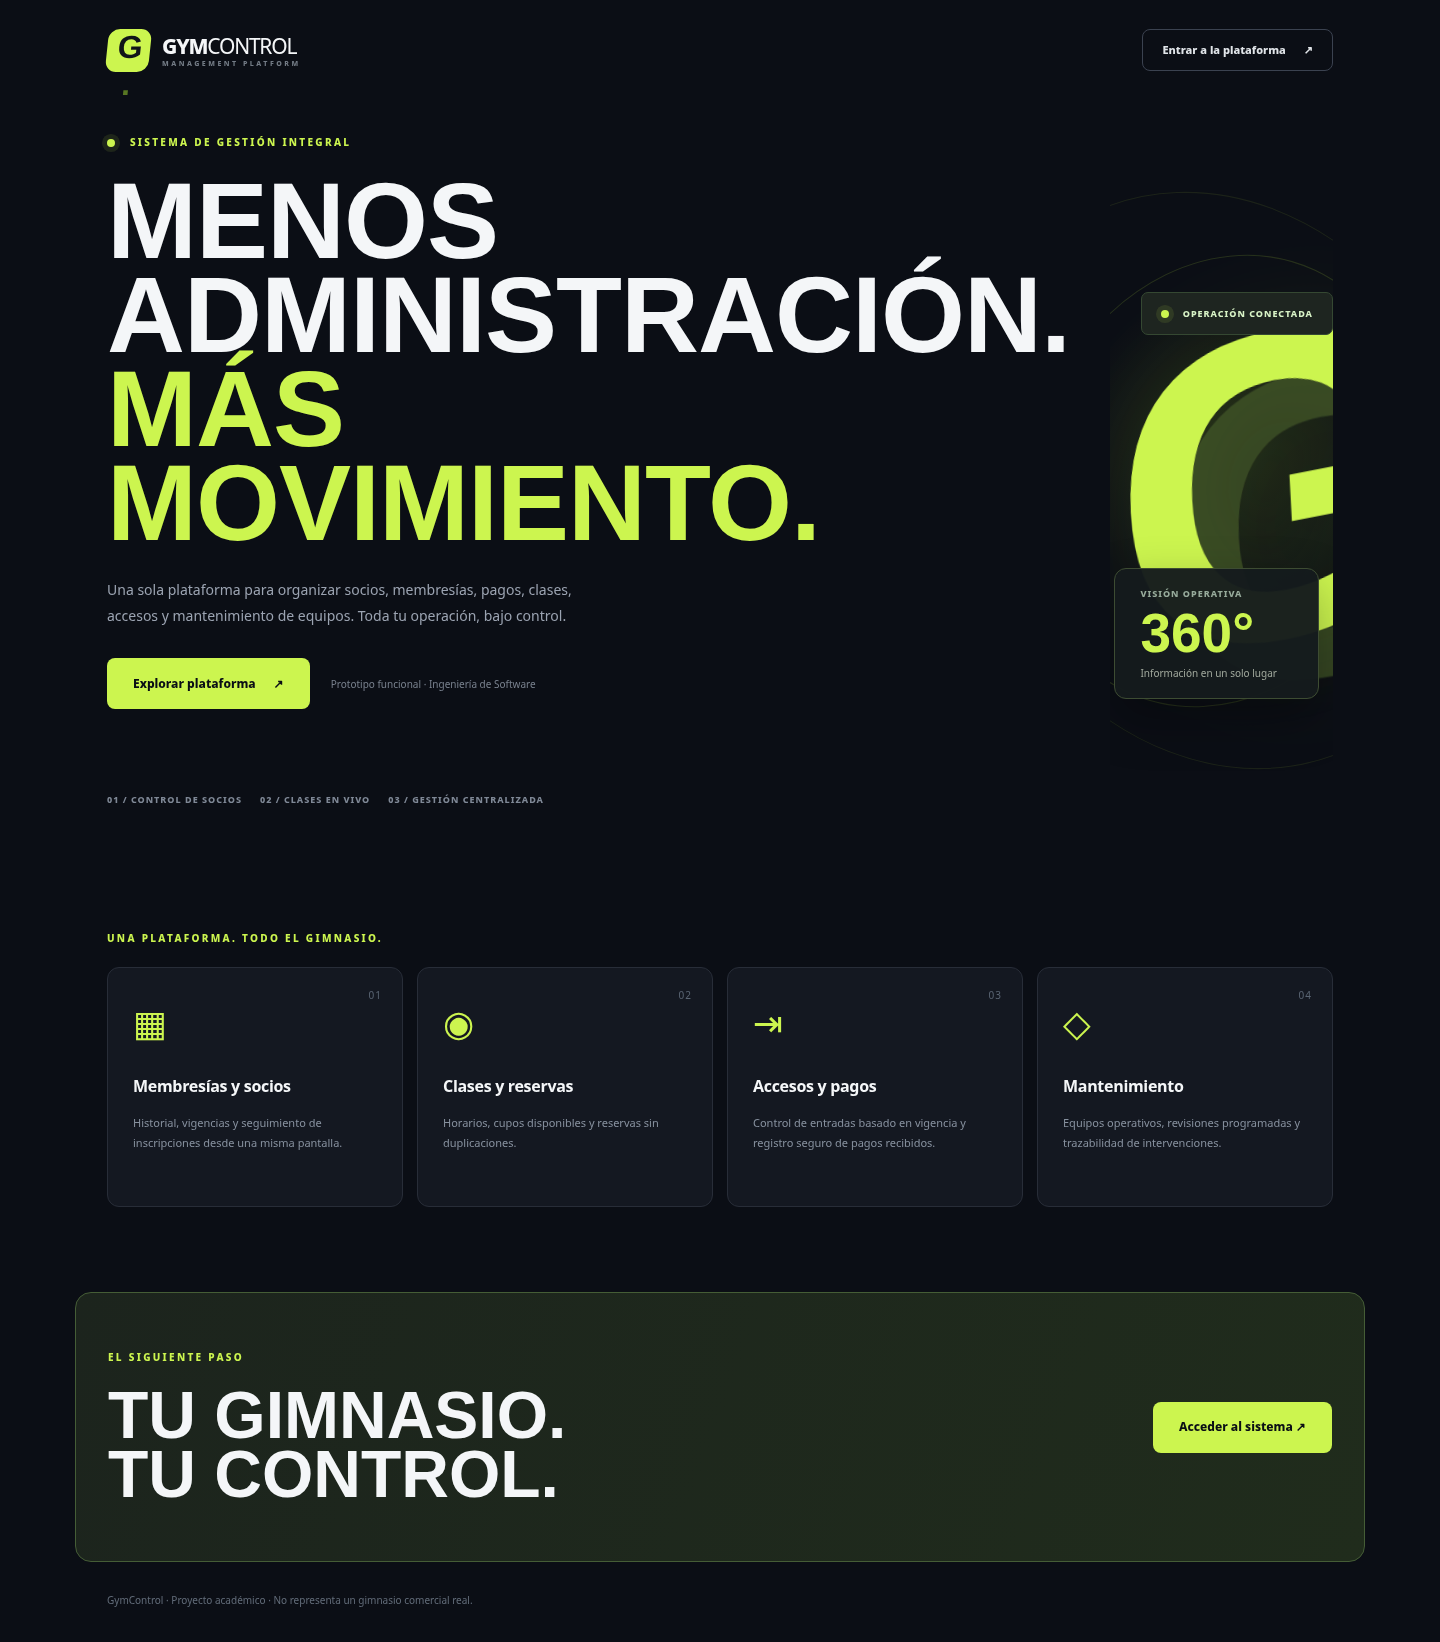 G GYMCONTROL
MANAGEMENT PLATFORM
Entrar a la plataforma ↗
SISTEMA DE GESTIÓN INTEGRAL
MENOS
ADMINISTRACIÓN.
MÁS
MOVIMIENTO.
Una sola plataforma para organizar socios, membresías, pagos, clases,
accesos y mantenimiento de equipos. Toda tu operación, bajo control.
Explorar plataforma ↗
Prototipo funcional · Ingeniería de Software
OPERACIÓN CONECTADA
G
VISIÓN OPERATIVA
360°
Información en un solo lugar
01 / CONTROL DE SOCIOS 02 / CLASES EN VIVO 03 / GESTIÓN CENTRALIZADA
UNA PLATAFORMA. TODO EL GIMNASIO.
01
Membresías y socios
Historial, vigencias y seguimiento de
inscripciones desde una misma pantalla.
02
Clases y reservas
Horarios, cupos disponibles y reservas sin
duplicaciones.
03
Accesos y pagos
Control de entradas basado en vigencia y
registro seguro de pagos recibidos.
04
Mantenimiento
Equipos operativos, revisiones programadas y
trazabilidad de intervenciones.
EL SIGUIENTE PASO
TU GIMNASIO.
TU CONTROL.
Acceder al sistema ↗
GymControl · Proyecto académico · No representa un gimnasio comercial real.